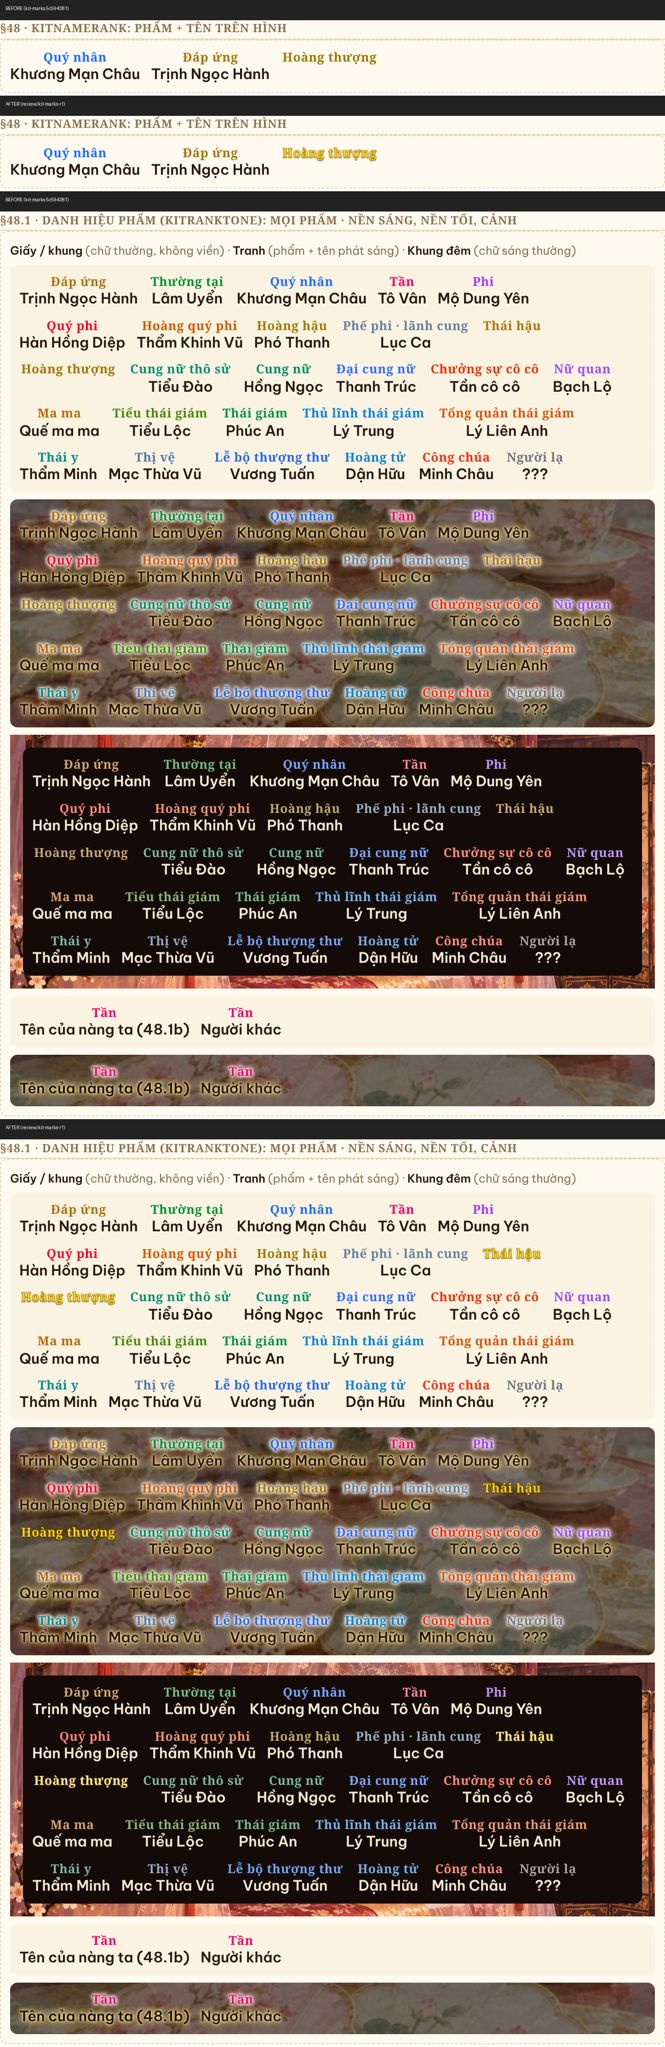 BEFORE (kit-marks 5c594381)
§48 · KITNAMERANK: PHẨM + TÊN TRÊN HÌNH
Quý nhân Đáp ứng Hoàng thượng
Khương Mạn Châu Trịnh Ngọc Hành
AFTER (review/kit-marks-r1)
§48 · KITNAMERANK: PHẨM + TÊN TRÊN HÌNH
Quý nhân Đáp ứng Hoàng thượng
Khương Mạn Châu Trịnh Ngọc Hành
BEFORE (kit-marks 5c594381)
§48.1 · DANH HIỆU PHẨM (KITRANKTONE): MỌI PHẨM · NỀN SÁNG, NỀN TỐI, CẢNH
Giấy / khung (chữ thường, không viền) · Tranh (phẩm + tên phát sáng) · Khung đêm (chữ sáng thường)
Đáp ứng Thường tại Quý nhân Tần Phi
Trịnh Ngọc Hành Lâm Uyển Khương Mạn Châu Tô Vân Mộ Dung Yên
Quý phi Hoàng quý phi Hoàng hậu Phế phi · lãnh cung Thái hậu
Hàn Hồng Diệp Thẩm Khinh Vũ Phó Thanh Lục Ca
Hoàng thượng Cung nữ thô sử Cung nữ Đại cung nữ Chưởng sự cô cô Nữ quan
Tiểu Đào Hồng Ngọc Thanh Trúc Tần cô cô Bạch Lộ
Ma ma Tiểu thái giám Thái giám Thủ lĩnh thái giám Tổng quản thái giám
Quế ma ma Tiểu Lộc Phúc An Lý Trung Lý Liên Anh
Thái y Thị vệ Lễ bộ thượng thư Hoàng tử Công chúa Người lạ
Thẩm Minh Mạc Thừa Vũ Vương Tuấn Dận Hữu Minh Châu ???
Đáp ứng Thường tại Quý nhân Tần Phi
Trịnh Ngọc Hành Lâm Uyển Khương Mạn Châu Tô Vân Mộ Dung Yên
Quý phi Hoàng quý phi Hoàng hậu Phế phi · lãnh cung Thái hậu
Hàn Hồng Diệp Thẩm Khinh Vũ Phó Thanh Lục Ca
Hoàng thượng Cung nữ thô sử Cung nữ Đại cung nữ Chưởng sự cô cô Nữ quan
Tiểu Đào Hồng Ngọc Thanh Trúc Tần cô cô Bạch Lộ
Ma ma Tiểu thái giám Thái giám Thủ lĩnh thái giám Tổng quản thái giám
Quế ma ma Tiểu Lộc Phúc An Lý Trung Lý Liên Anh
Thái y Thị vệ Lễ bộ thượng thư Hoàng tử Công chúa Người lạ
Thẩm Minh Mạc Thừa Vũ Vương Tuấn Dận Hữu Minh Châu ???
Đáp ứng Thường tại Quý nhân Tần Phi
Trịnh Ngọc Hành Lâm Uyển Khương Mạn Châu Tô Vân Mộ Dung Yên
Quý phi Hoàng quý phi Hoàng hậu Phế phi · lãnh cung Thái hậu
Hàn Hồng Diệp Thẩm Khinh Vũ Phó Thanh Lục Ca
Hoàng thượng Cung nữ thô sử Cung nữ Đại cung nữ Chưởng sự cô cô Nữ quan
Tiểu Đào Hồng Ngọc Thanh Trúc Tần cô cô Bạch Lộ
Ma ma Tiểu thái giám Thái giám Thủ lĩnh thái giám Tổng quản thái giám
Quế ma ma Tiểu Lộc Phúc An Lý Trung Lý Liên Anh
Thái y Thị vệ Lễ bộ thượng thư Hoàng tử Công chúa Người lạ
Thẩm Minh Mạc Thừa Vũ Vương Tuấn Dận Hữu Minh Châu ???
Tần Tần
Tên của nàng ta (48.1b) Người khác
Tần Tần
Tên của nàng ta (48.1b) Người khác
AFTER (review/kit-marks-r1)
§48.1 · DANH HIỆU PHẨM (KITRANKTONE): MỌI PHẨM · NỀN SÁNG, NỀN TỐI, CẢNH
Giấy / khung (chữ thường, không viền) · Tranh (phẩm + tên phát sáng) · Khung đêm (chữ sáng thường)
Đáp ứng Thường tại Quý nhân Tần Phi
Trịnh Ngọc Hành Lâm Uyển Khương Mạn Châu Tô Vân Mộ Dung Yên
Quý phi Hoàng quý phi Hoàng hậu Phế phi · lãnh cung Thái hậu
Hàn Hồng Diệp Thẩm Khinh Vũ Phó Thanh Lục Ca
Hoàng thượng Cung nữ thô sử Cung nữ Đại cung nữ Chưởng sự cô cô Nữ quan
Tiểu Đào Hồng Ngọc Thanh Trúc Tần cô cô Bạch Lộ
Ma ma Tiểu thái giám Thái giám Thủ lĩnh thái giám Tổng quản thái giám
Quế ma ma Tiểu Lộc Phúc An Lý Trung Lý Liên Anh
Thái y Thị vệ Lễ bộ thượng thư Hoàng tử Công chúa Người lạ
Thẩm Minh Mạc Thừa Vũ Vương Tuấn Dận Hữu Minh Châu ???
Đáp ứng Thường tại Quý nhân Tần Phi
Trịnh Ngọc Hành Lâm Uyển Khương Mạn Châu Tô Vân Mộ Dung Yên
Quý phi Hoàng quý phi Hoàng hậu Phế phi · lãnh cung Thái hậu
Hàn Hồng Diệp Thẩm Khinh Vũ Phó Thanh Lục Ca
Hoàng thượng Cung nữ thô sử Cung nữ Đại cung nữ Chưởng sự cô cô Nữ quan
Tiểu Đào Hồng Ngọc Thanh Trúc Tần cô cô Bạch Lộ
Ma ma Tiểu thái giám Thái giám Thủ lĩnh thái giám Tổng quản thái giám
Quế ma ma Tiểu Lộc Phúc An Lý Trung Lý Liên Anh
Thái y Thị vệ Lễ bộ thượng thư Hoàng tử Công chúa Người lạ
Thẩm Minh Mạc Thừa Vũ Vương Tuấn Dận Hữu Minh Châu ???
Đáp ứng Thường tại Quý nhân Tần Phi
Trịnh Ngọc Hành Lâm Uyển Khương Mạn Châu Tô Vân Mộ Dung Yên
Quý phi Hoàng quý phi Hoàng hậu Phế phi · lãnh cung Thái hậu
Hàn Hồng Diệp Thẩm Khinh Vũ Phó Thanh Lục Ca
Hoàng thượng Cung nữ thô sử Cung nữ Đại cung nữ Chưởng sự cô cô Nữ quan
Tiểu Đào Hồng Ngọc Thanh Trúc Tần cô cô Bạch Lộ
Ma ma Tiểu thái giám Thái giám Thủ lĩnh thái giám Tổng quản thái giám
Quế ma ma Tiểu Lộc Phúc An Lý Trung Lý Liên Anh
Thái y Thị vệ Lễ bộ thượng thư Hoàng tử Công chúa Người lạ
Thẩm Minh Mạc Thừa Vũ Vương Tuấn Dận Hữu Minh Châu ???
Tần Tần
Tên của nàng ta (48.1b) Người khác
Tần Tần
Tên của nàng ta (48.1b) Người khác